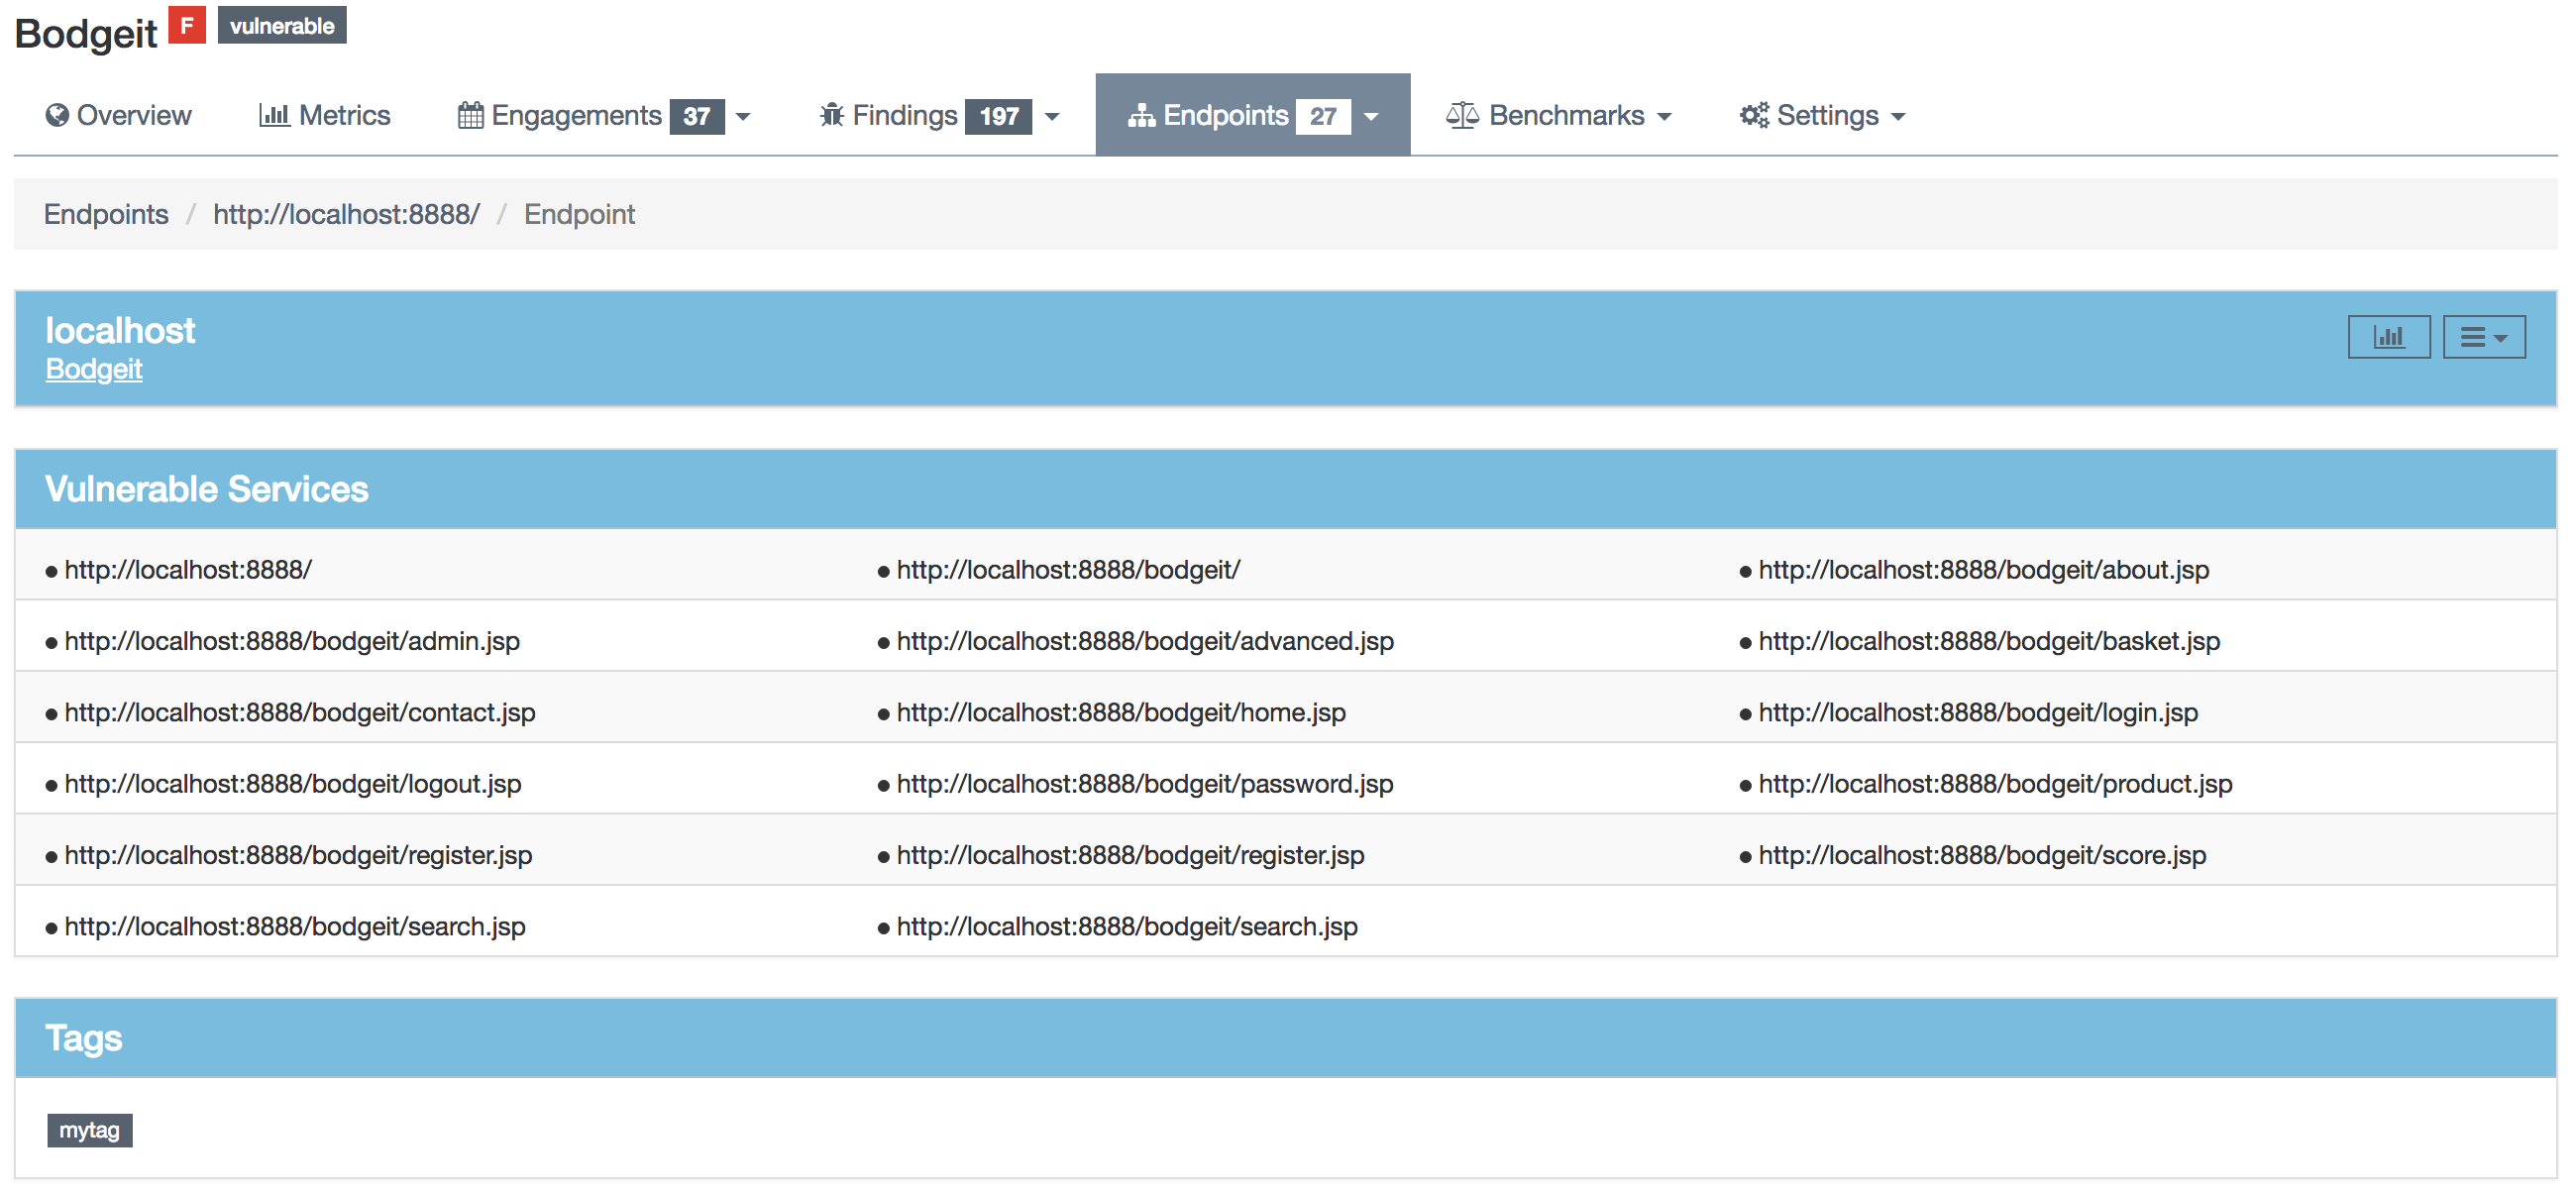 Bodgeit F vulnerable
Overview Metrics Engagements 37 Findings 197 Endpoints 27 Benchmarks Settings
Endpoints / http://localhost:8888/ / Endpoint
localhost
Bodgeit
Vulnerable Services
● http://localhost:8888/ ● http://localhost:8888/bodgeit/ ● http://localhost:8888/bodgeit/about.jsp
● http://localhost:8888/bodgeit/admin.jsp ● http://localhost:8888/bodgeit/advanced.jsp ● http://localhost:8888/bodgeit/basket.jsp
● http://localhost:8888/bodgeit/contact.jsp ● http://localhost:8888/bodgeit/home.jsp ● http://localhost:8888/bodgeit/login.jsp
● http://localhost:8888/bodgeit/logout.jsp ● http://localhost:8888/bodgeit/password.jsp ● http://localhost:8888/bodgeit/product.jsp
● http://localhost:8888/bodgeit/register.jsp ● http://localhost:8888/bodgeit/register.jsp ● http://localhost:8888/bodgeit/score.jsp
● http://localhost:8888/bodgeit/search.jsp ● http://localhost:8888/bodgeit/search.jsp
Tags
mytag